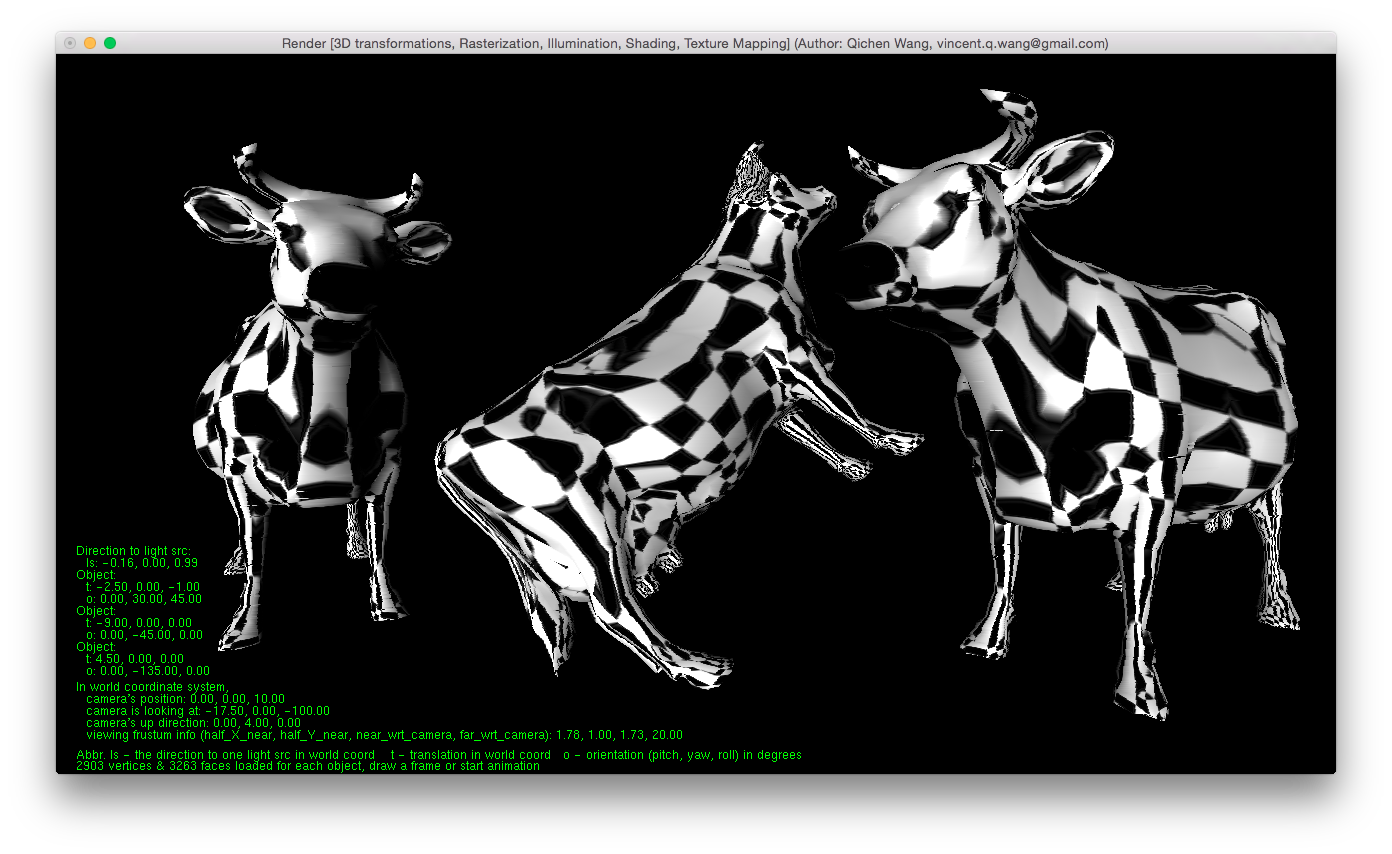 Render [3D transformations, Rasterization, Illumination, Shading, Texture Mapping] (Author: Qichen Wang, vincent.q.wang@gmail.com)
Direction to light src:
ls: -0.16, 0.00, 0.99
Object:
t: -2.50, 0.00, -1.00
o: 0.00, 30.00, 45.00
Object:
t: -9.00, 0.00, 0.00
o: 0.00, -45.00, 0.00
Object:
t: 4.50, 0.00, 0.00
o: 0.00, -135.00, 0.00
In world coordinate system,
camera's position: 0.00, 0.00, 10.00
camera is looking at: -17.50, 0.00, -100.00
camera's up direction: 0.00, 4.00, 0.00
viewing frustum info (half_X_near, half_Y_near, near_wrt_camera, far_wrt_camera): 1.78, 1.00, 1.73, 20.00
Abbr. ls - the direction to one light src in world coord    t - translation in world coord   o - orientation (pitch, yaw, roll) in degrees
2903 vertices & 3263 faces loaded for each object, draw a frame or start animation